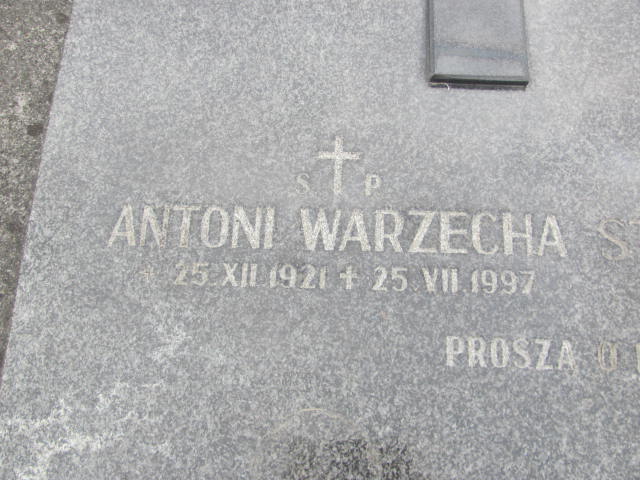 S P
ANTONI WARZECHA
* 25.XII.1921 + 25.VII.1997
PROSZA O